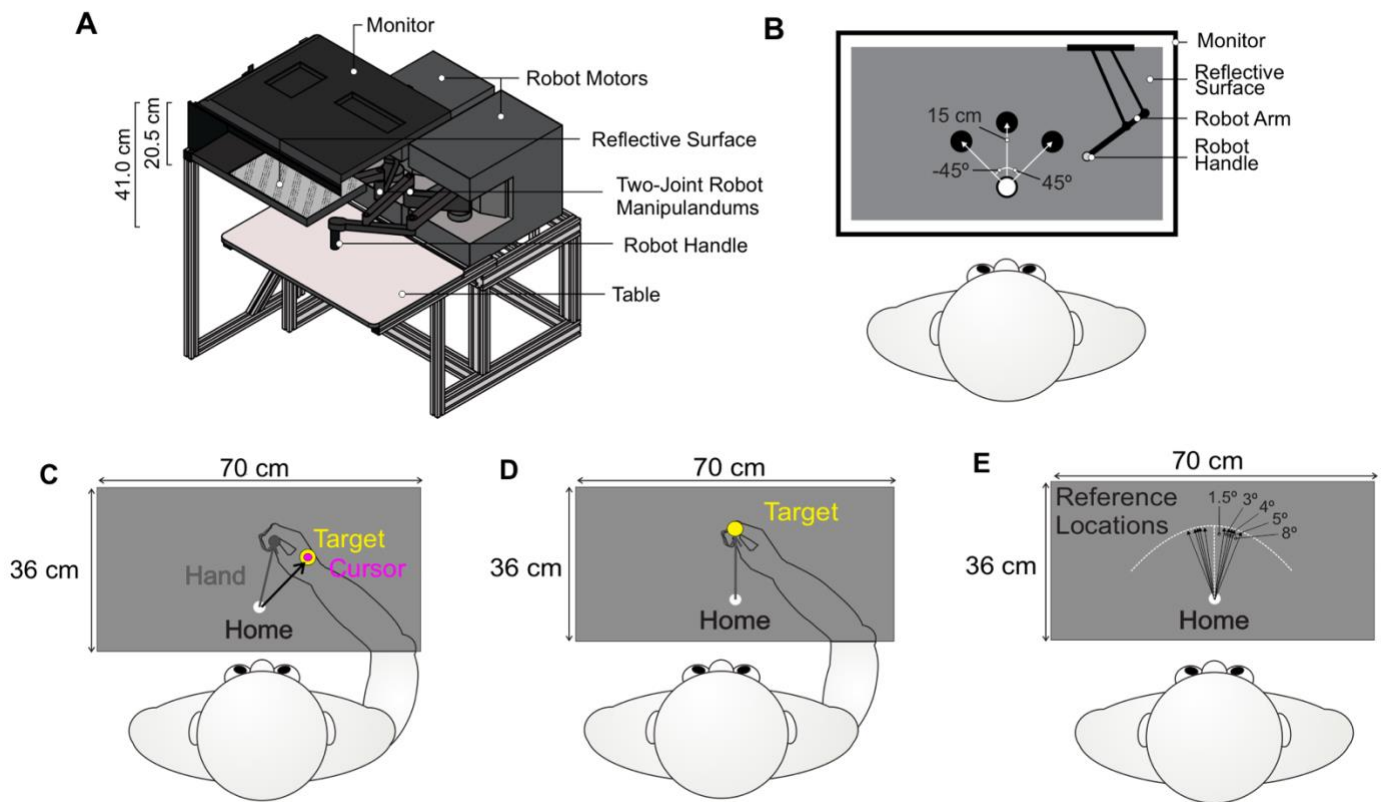 A
Monitor
Robot Motors
Reflective Surface
Two-Joint Robot
Manipulandums
Robot Handle
Table
41.0 cm
20.5 cm
B
Monitor
Reflective
Surface
Robot Arm
Robot
Handle
15 cm
-45º
45º
C
70 cm
36 cm
Target
Cursor
Hand
Home
D
70 cm
36 cm
Target
Home
E
70 cm
36 cm
Reference
Locations
1.5º
3º
4º
5º
8º
Home